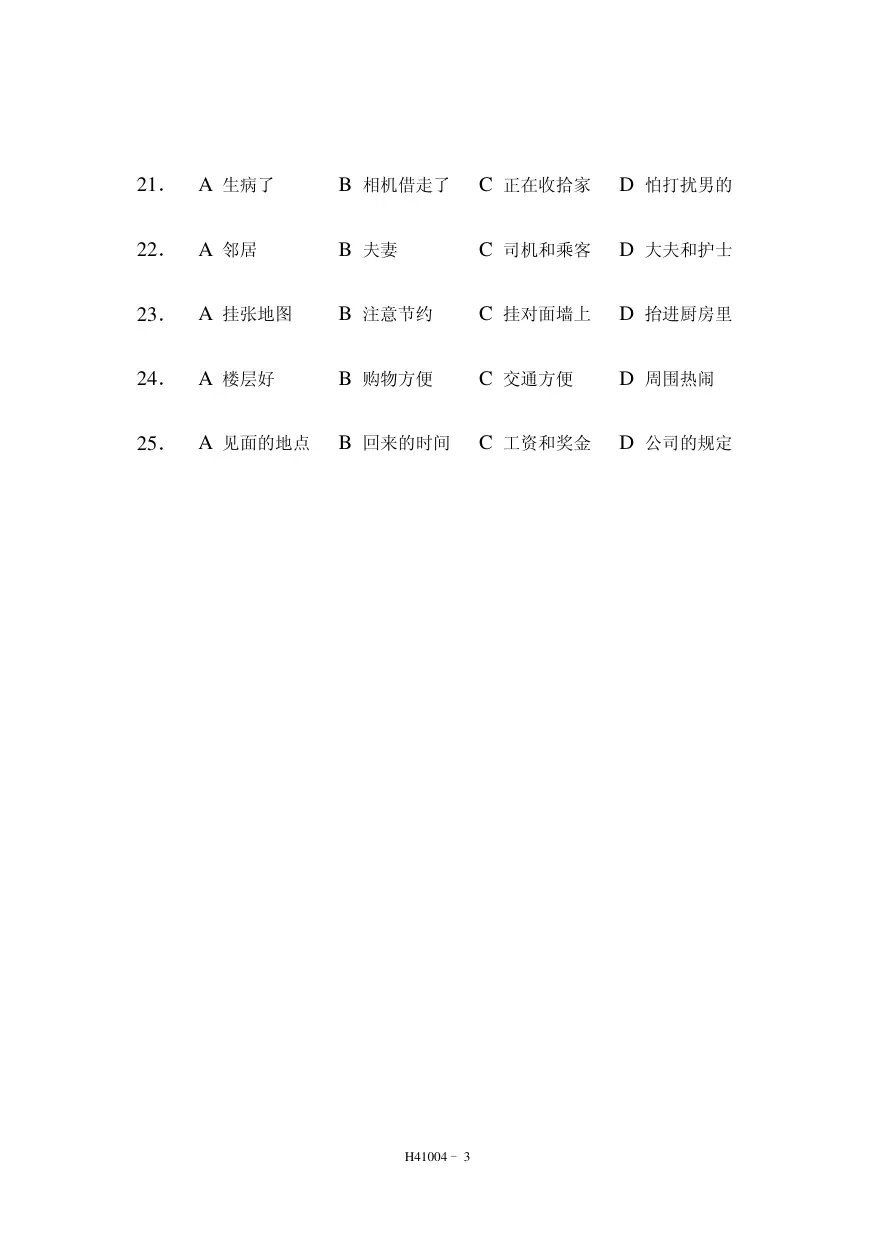 21． A 生病了 B 相机借走了 C 正在收拾家 D 怕打扰男的
22． A 邻居 B 夫妻 C 司机和乘客 D 大夫和护士
23． A 挂张地图 B 注意节约 C 挂对面墙上 D 抬进厨房里
24． A 楼层好 B 购物方便 C 交通方便 D 周围热闹
25． A 见面的地点 B 回来的时间 C 工资和奖金 D 公司的规定
H41004－ 3